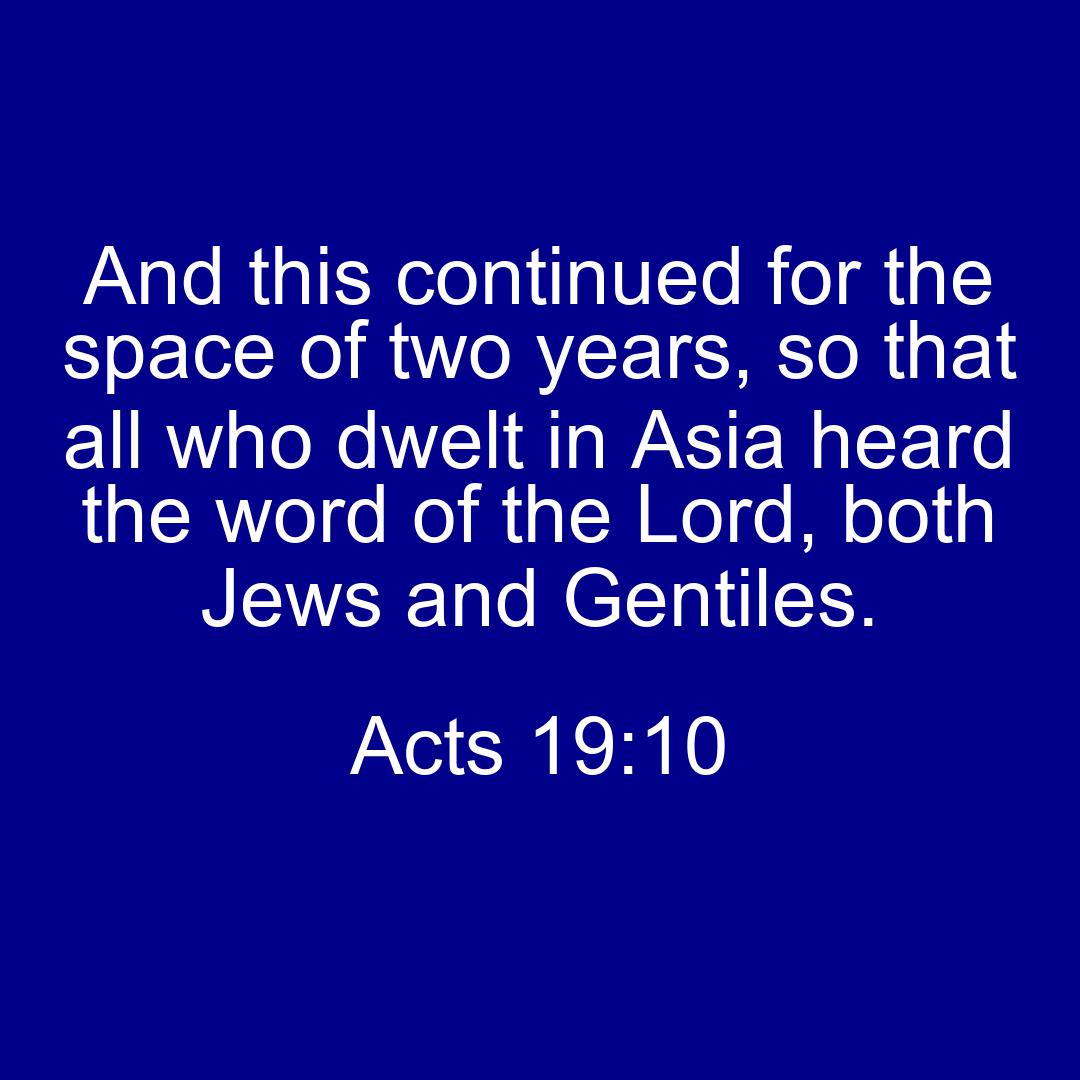 And this continued for the
space of two years, so that
all who dwelt in Asia heard
the word of the Lord, both
Jews and Gentiles.
Acts 19:10